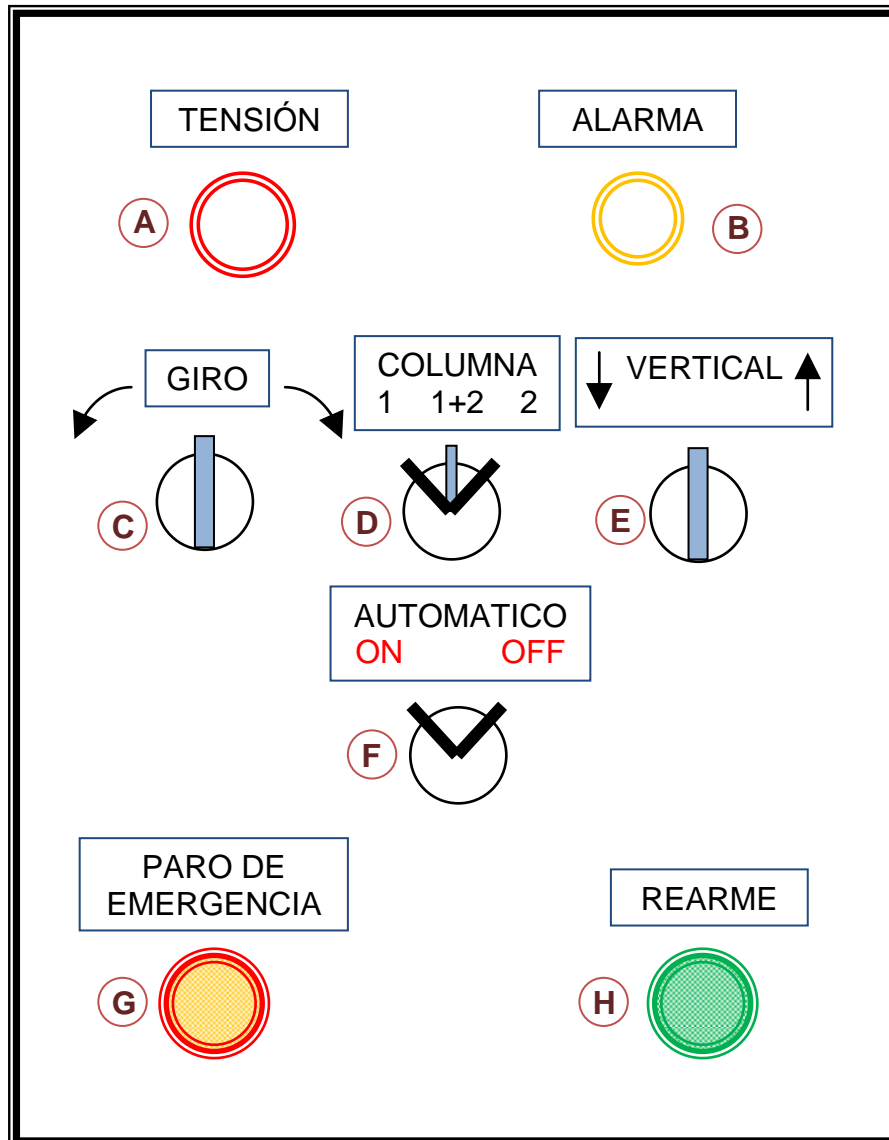 TENSIÓN
ALARMA
A
B
GIRO
COLUMNA
1 1+2 2
VERTICAL
C
D
E
AUTOMATICO
ON OFF
F
PARO DE
EMERGENCIA
REARME
G
H